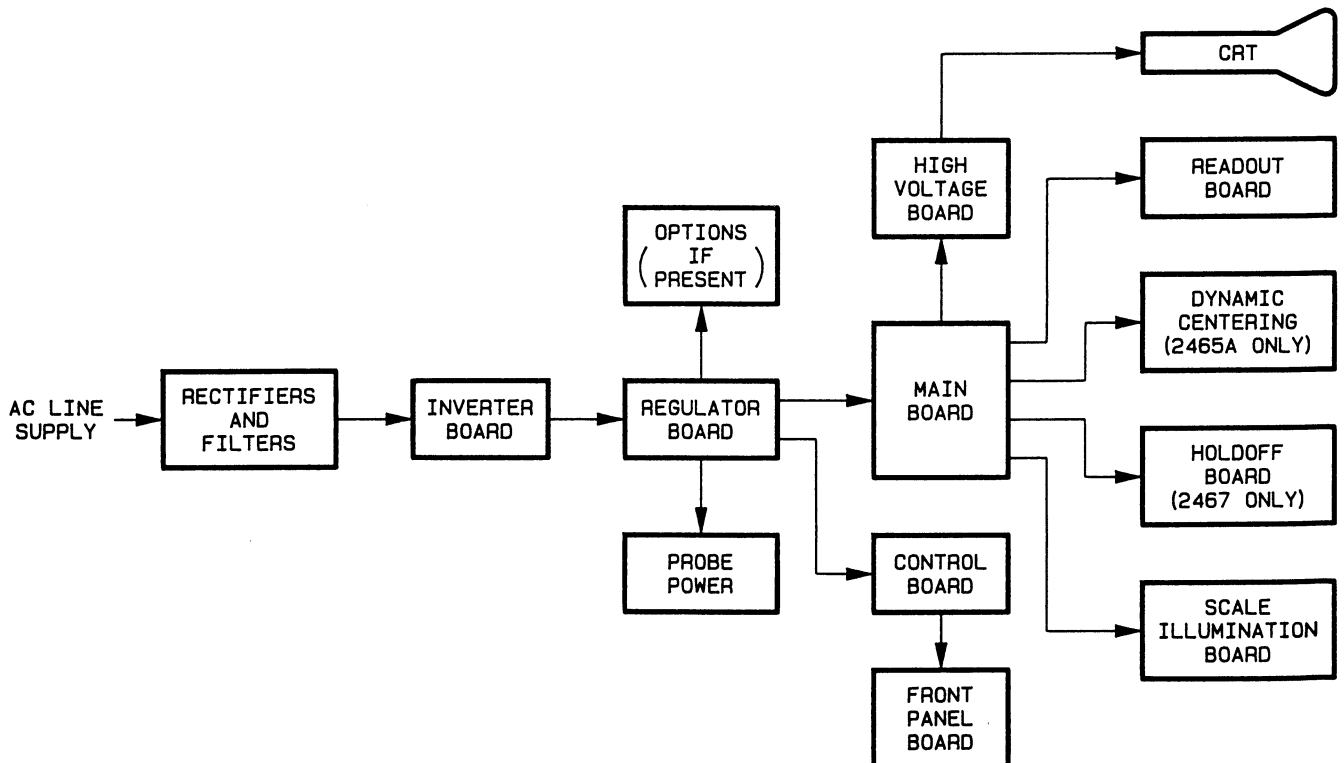 CRT
HIGH
VOLTAGE
BOARD
READOUT
BOARD
OPTIONS
( IF )
PRESENT
DYNAMIC
CENTERING
(2465A ONLY)
AC LINE
SUPPLY
RECTIFIERS
AND
FILTERS
INVERTER
BOARD
REGULATOR
BOARD
MAIN
BOARD
HOLDOFF
BOARD
(2467 ONLY)
PROBE
POWER
CONTROL
BOARD
SCALE
ILLUMINATION
BOARD
FRONT
PANEL
BOARD